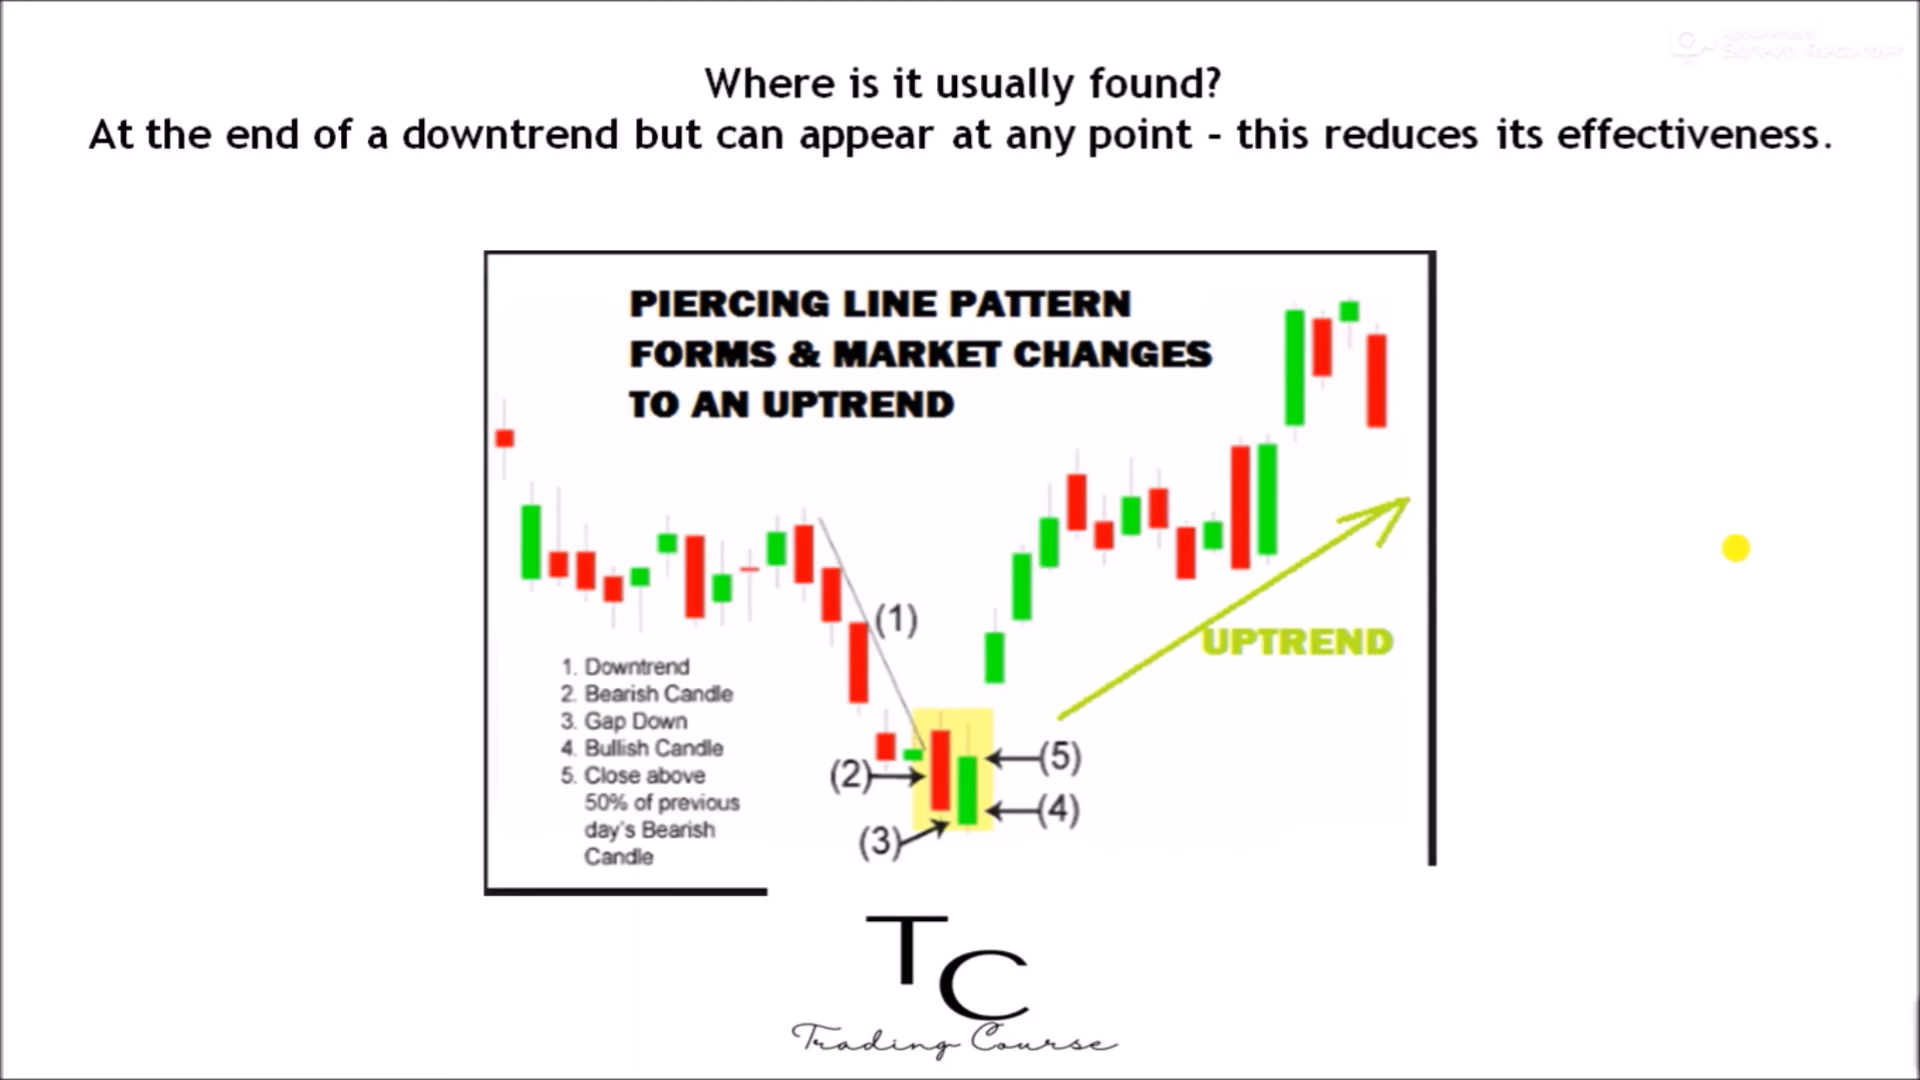 Where is it usually found?
At the end of a downtrend but can appear at any point - this reduces its effectiveness.
PIERCING LINE PATTERN
FORMS & MARKET CHANGES
TO AN UPTREND
(1)
UPTREND
1. Downtrend
2. Bearish Candle
3. Gap Down
4. Bullish Candle
5. Close above
50% of previous
day's Bearish
Candle
(2)
(5)
(4)
(3)
TC
Trading Course